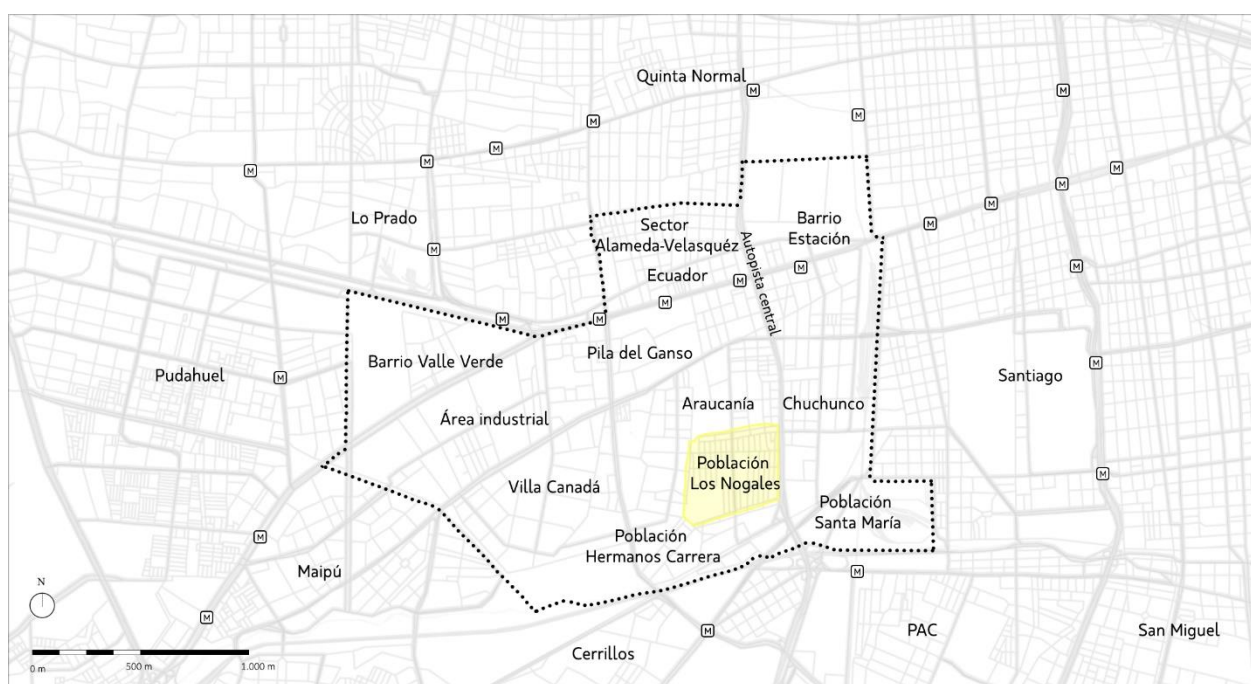 Quinta Normal
M
M
M
M
M
M
M
M
M
Lo Prado
Sector
Alameda-Velasquéz
Barrio
Estación
M
M
M
M
M
M
Ecuador
Autopista central
M
M
M
Barrio Valle Verde
Pila del Ganso
M
Pudahuel
M
Santiago
Área industrial
Araucanía
Chuchunco
Población
Los Nogales
M
Villa Canadá
Población
Santa María
Población
Hermanos Carrera
M
Maipú
M
N
M
M
PAC
San Miguel
Cerrillos
0 m
500 m
1.000 m